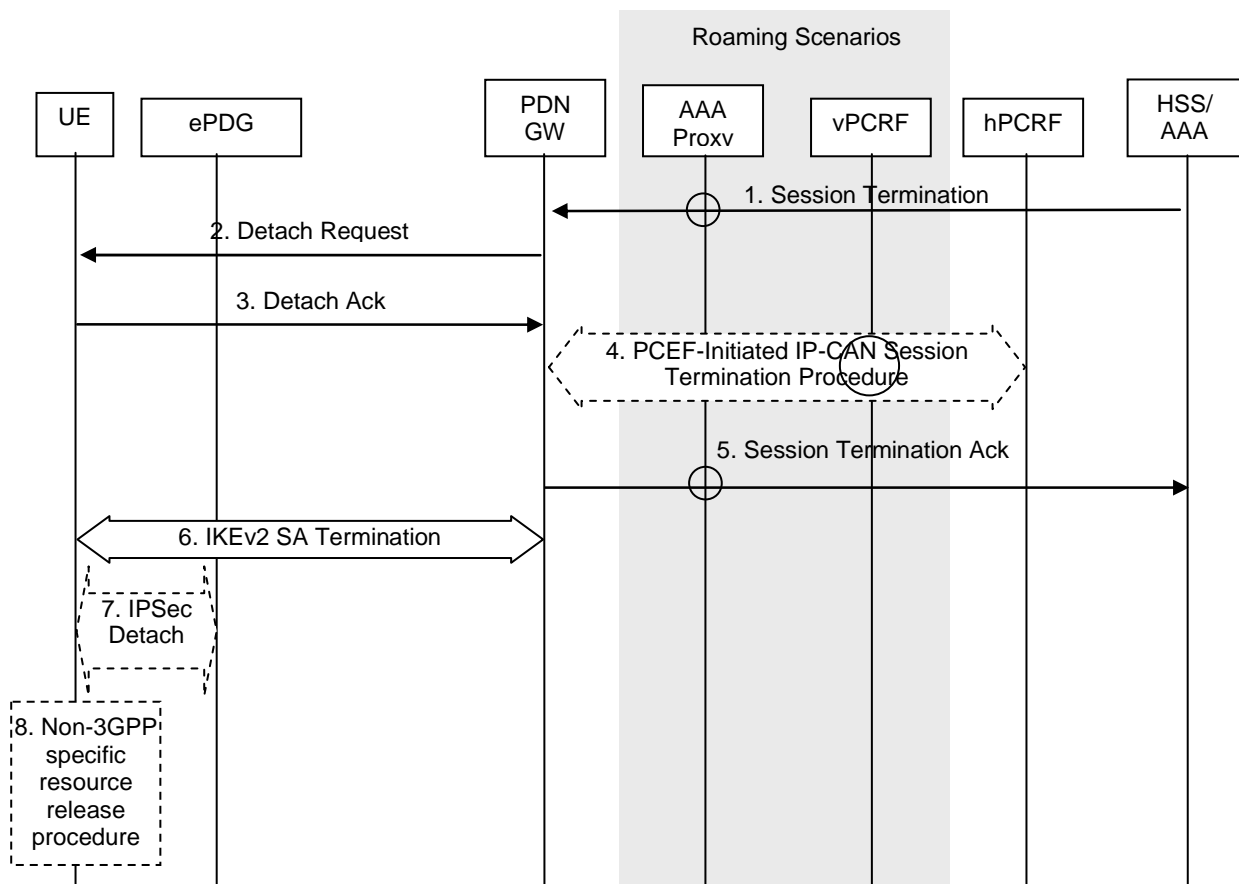 Roaming Scenarios
UE
ePDG
PDN
GW
AAA
Proxv
vPCRF
hPCRF
HSS/
AAA
1. Session Termination
2. Detach Request
3. Detach Ack
4. PCEF-Initiated IP-CAN Session
Termination Procedure
5. Session Termination Ack
6. IKEv2 SA Termination
7. IPSec
Detach
8. Non-3GPP
specific
resource
release
procedure